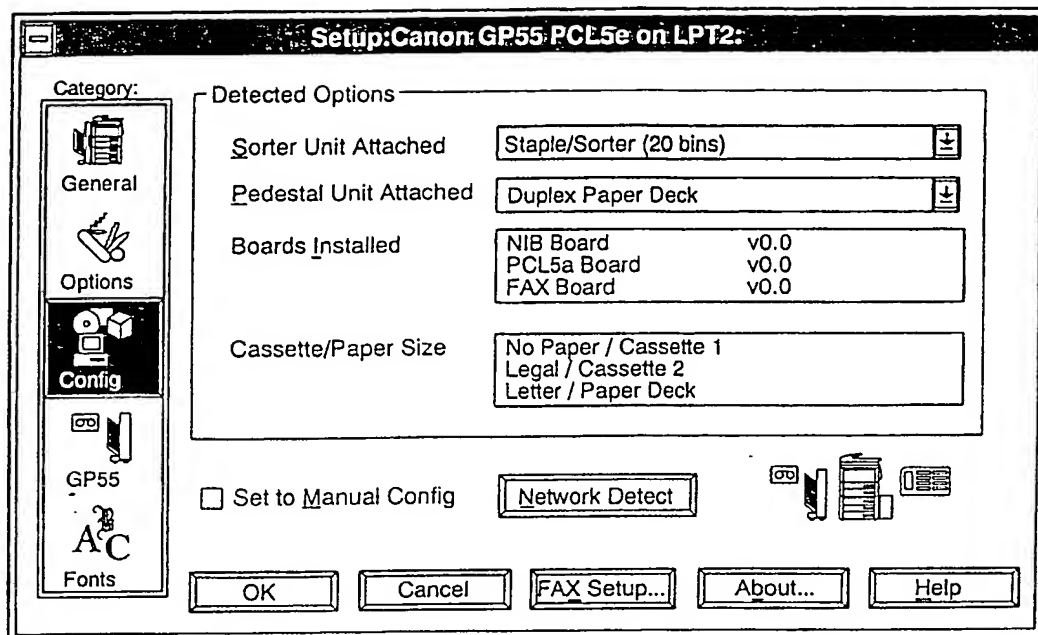 Setup:Canon GP55 PCL5e on LPT2:
Category:
General
Options
Config
GP55
AC
Fonts
Detected Options
Sorter Unit Attached
Staple/Sorter (20 bins)
Pedestal Unit Attached
Duplex Paper Deck
Boards Installed
NIB Board v0.0
PCL5a Board v0.0
FAX Board v0.0
Cassette/Paper Size
No Paper / Cassette 1
Legal / Cassette 2
Letter / Paper Deck
Set to Manual Config
Network Detect
OK
Cancel
FAX Setup...
About...
Help